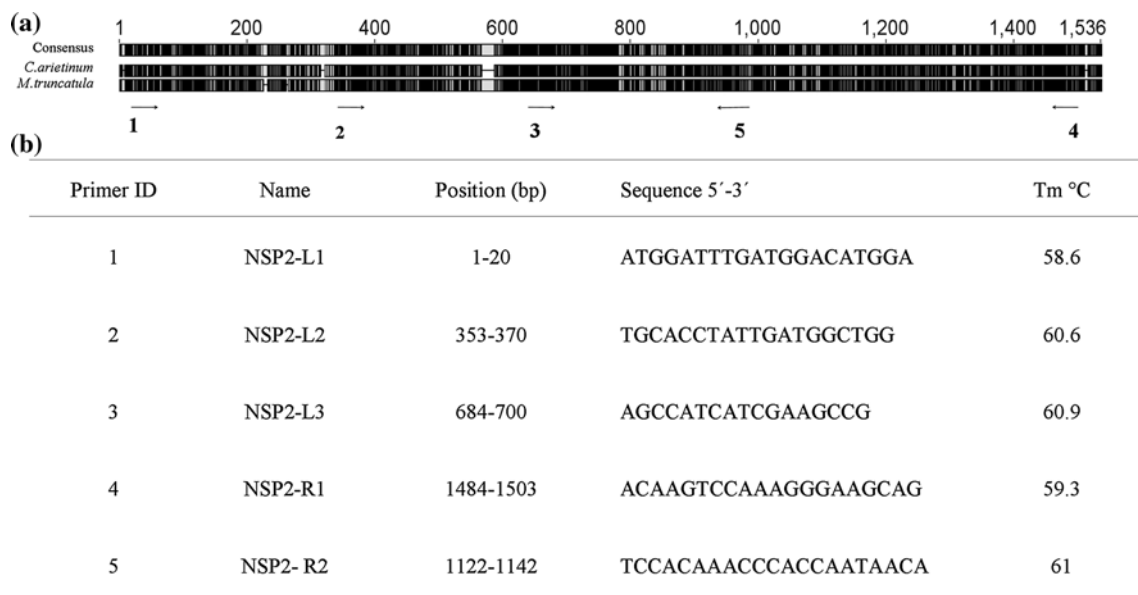 (a)
1 200 400 600 800 1,000 1,200 1,400 1,536
Consensus
C.arietinum
M.truncatula
1 2 3 5 4
(b)
Primer ID Name Position (bp) Sequence 5´-3´ Tm °C
1 NSP2-L1 1-20 ATGGATTTGATGGACATGGA 58.6
2 NSP2-L2 353-370 TGCACCTATTGATGGCTGG 60.6
3 NSP2-L3 684-700 AGCCATCATCGAAGCCG 60.9
4 NSP2-R1 1484-1503 ACAAGTCCAAAGGGAAGCAG 59.3
5 NSP2- R2 1122-1142 TCCACAAACCCACCAATAACA 61